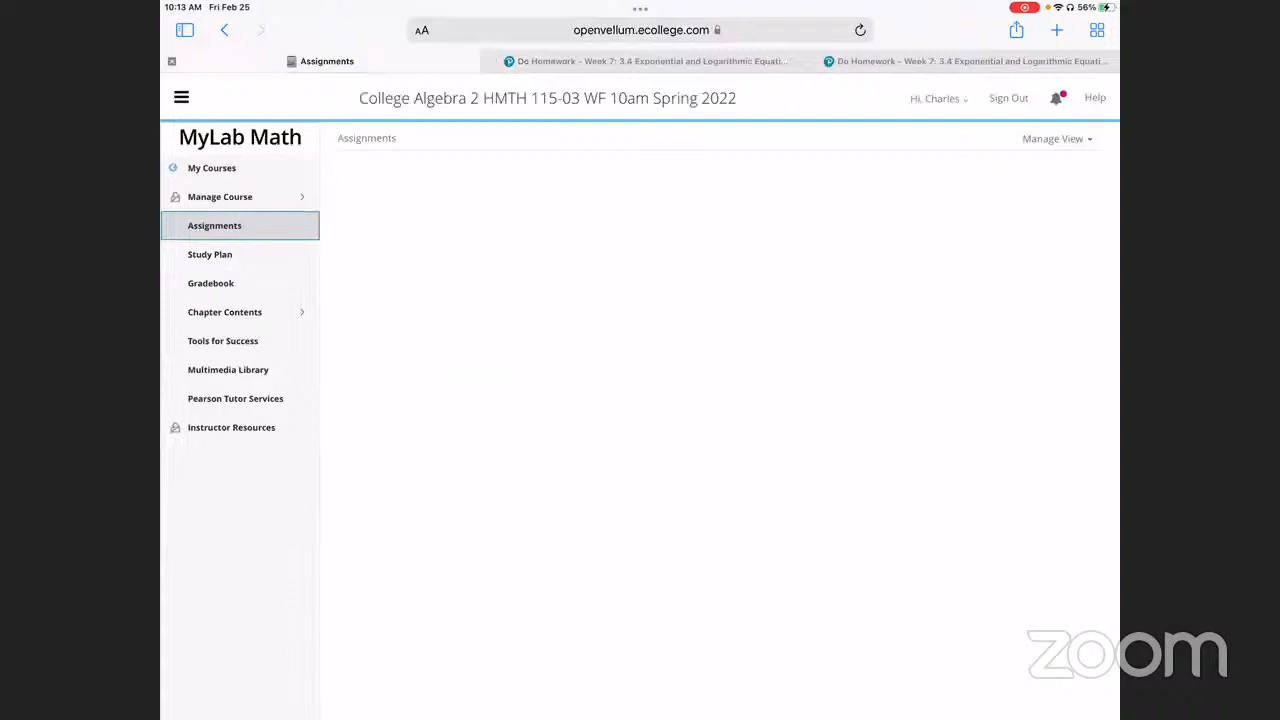 10:13 AM Fri Feb 25
56%
AA
openvellum.ecollege.com
Assignments
Do Homework - Week 7: 3.4 Exponential and Logarithmic Equati...
Do Homework - Week 7: 3.4 Exponential and Logarithmic Equati...
College Algebra 2 HMTH 115-03 WF 10am Spring 2022
Hi, Charles
Sign Out
Help
MyLab Math
Assignments
Manage View
My Courses
Manage Course
Assignments
Study Plan
Gradebook
Chapter Contents
Tools for Success
Multimedia Library
Pearson Tutor Services
Instructor Resources
zoom